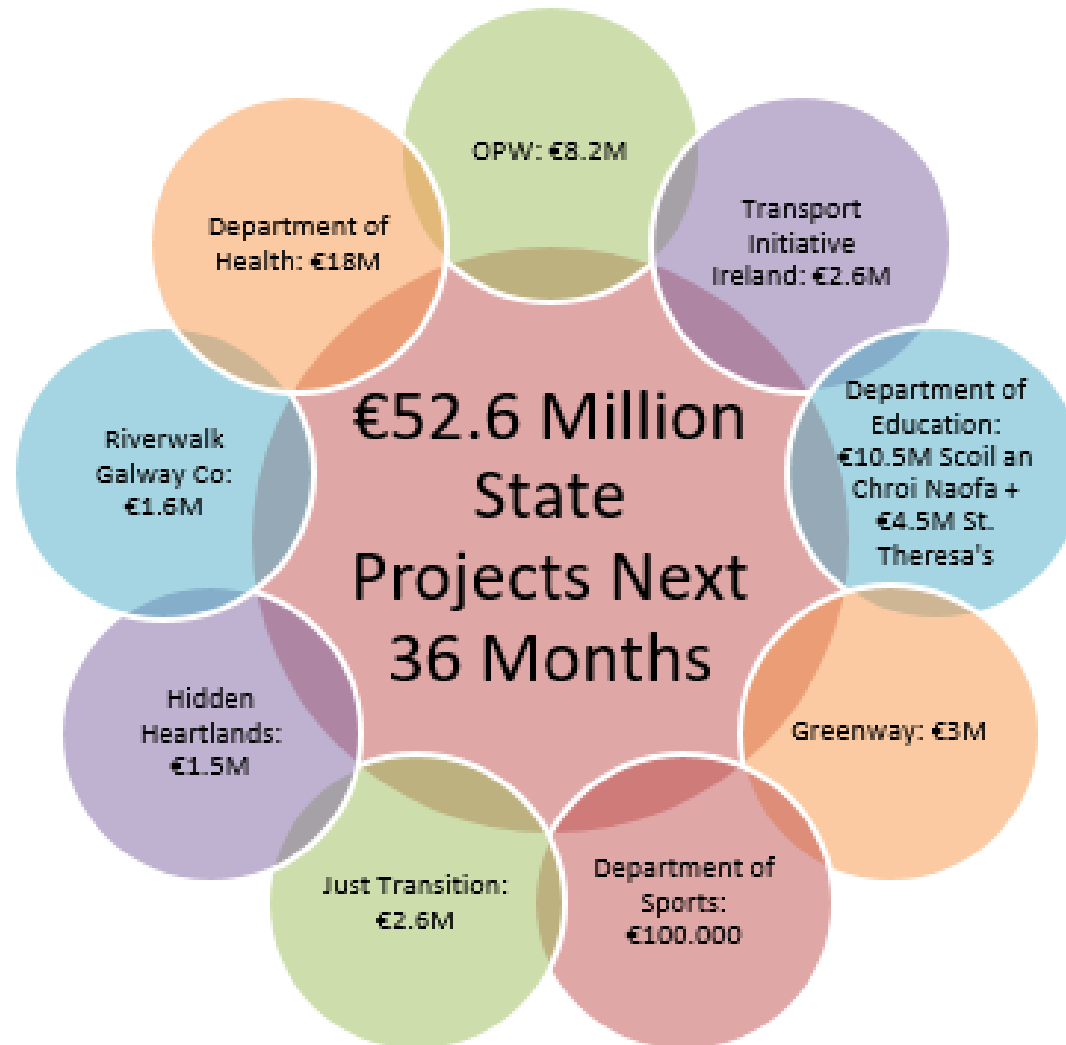 OPW: €8.2M
Transport
Initiative
Ireland: €2.6M
Department of
Education:
€10.5M Scoil an
Chroi Naofa +
€4.5M St.
Theresa's
Greenway: €3M
Department of
Sports:
€100.000
Just Transition:
€2.6M
Hidden
Heartlands:
€1.5M
Riverwalk
Galway Co:
€1.6M
Department of
Health: €18M
€52.6 Million
State
Projects Next
36 Months